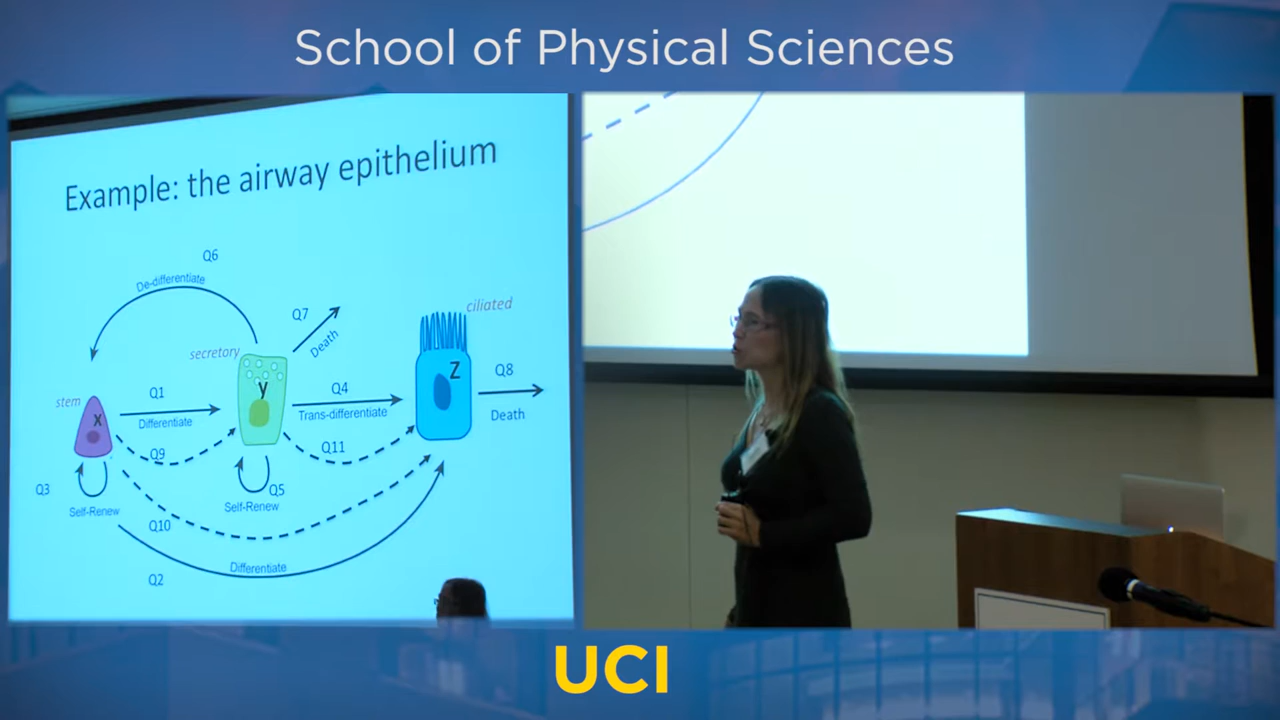 School of Physical Sciences
Example: the airway epithelium
Q6
De-differentiate
Q7
Death
ciliated
secretory
Z
Q8
Death
y
Q1
Differentiate
Q4
Trans-differentiate
stem
X
Q9
Q11
Q3
Self-Renew
Q5
Self-Renew
Q10
Differentiate
Q2
UCI